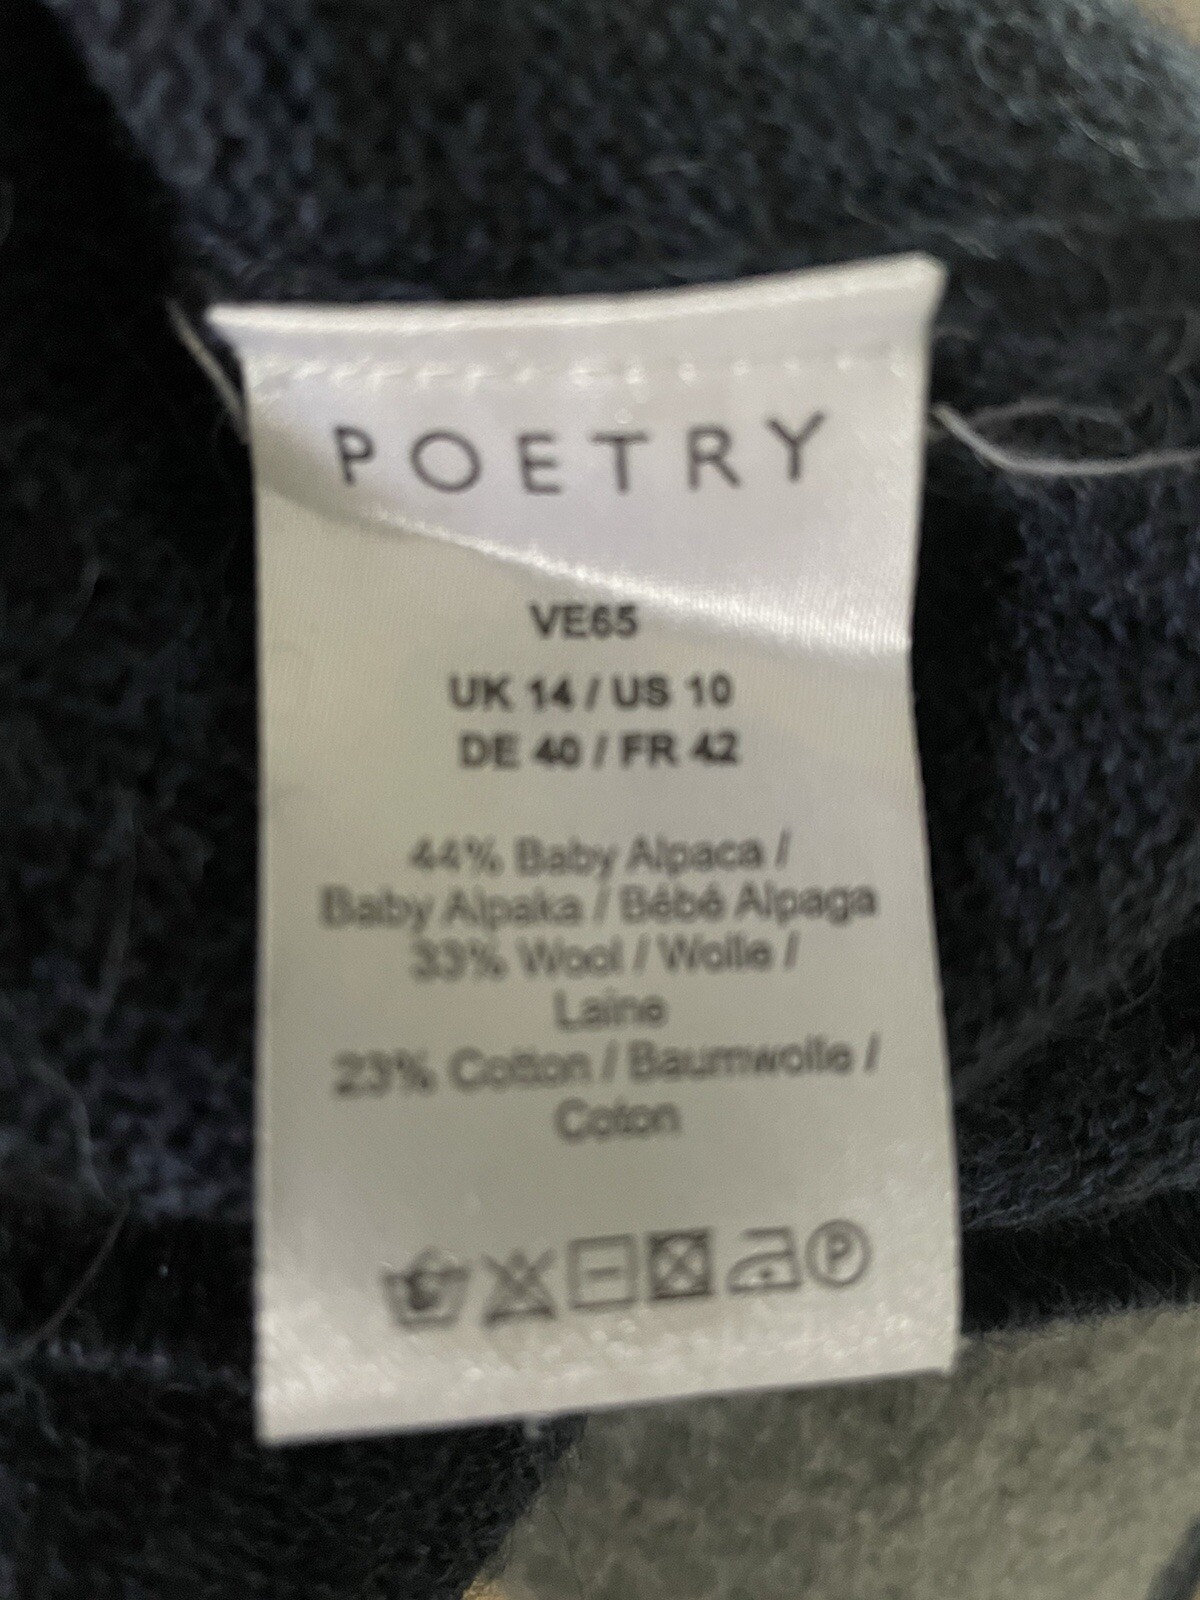 POETRY
VE65
UK 14 / US 10
DE 40 / FR 42
44% Baby Alpaca /
Baby Alpaka / Bébé Alpaga
33% Wool / Wolle /
Laine
23% Cotton / Baumwolle /
Coton
P